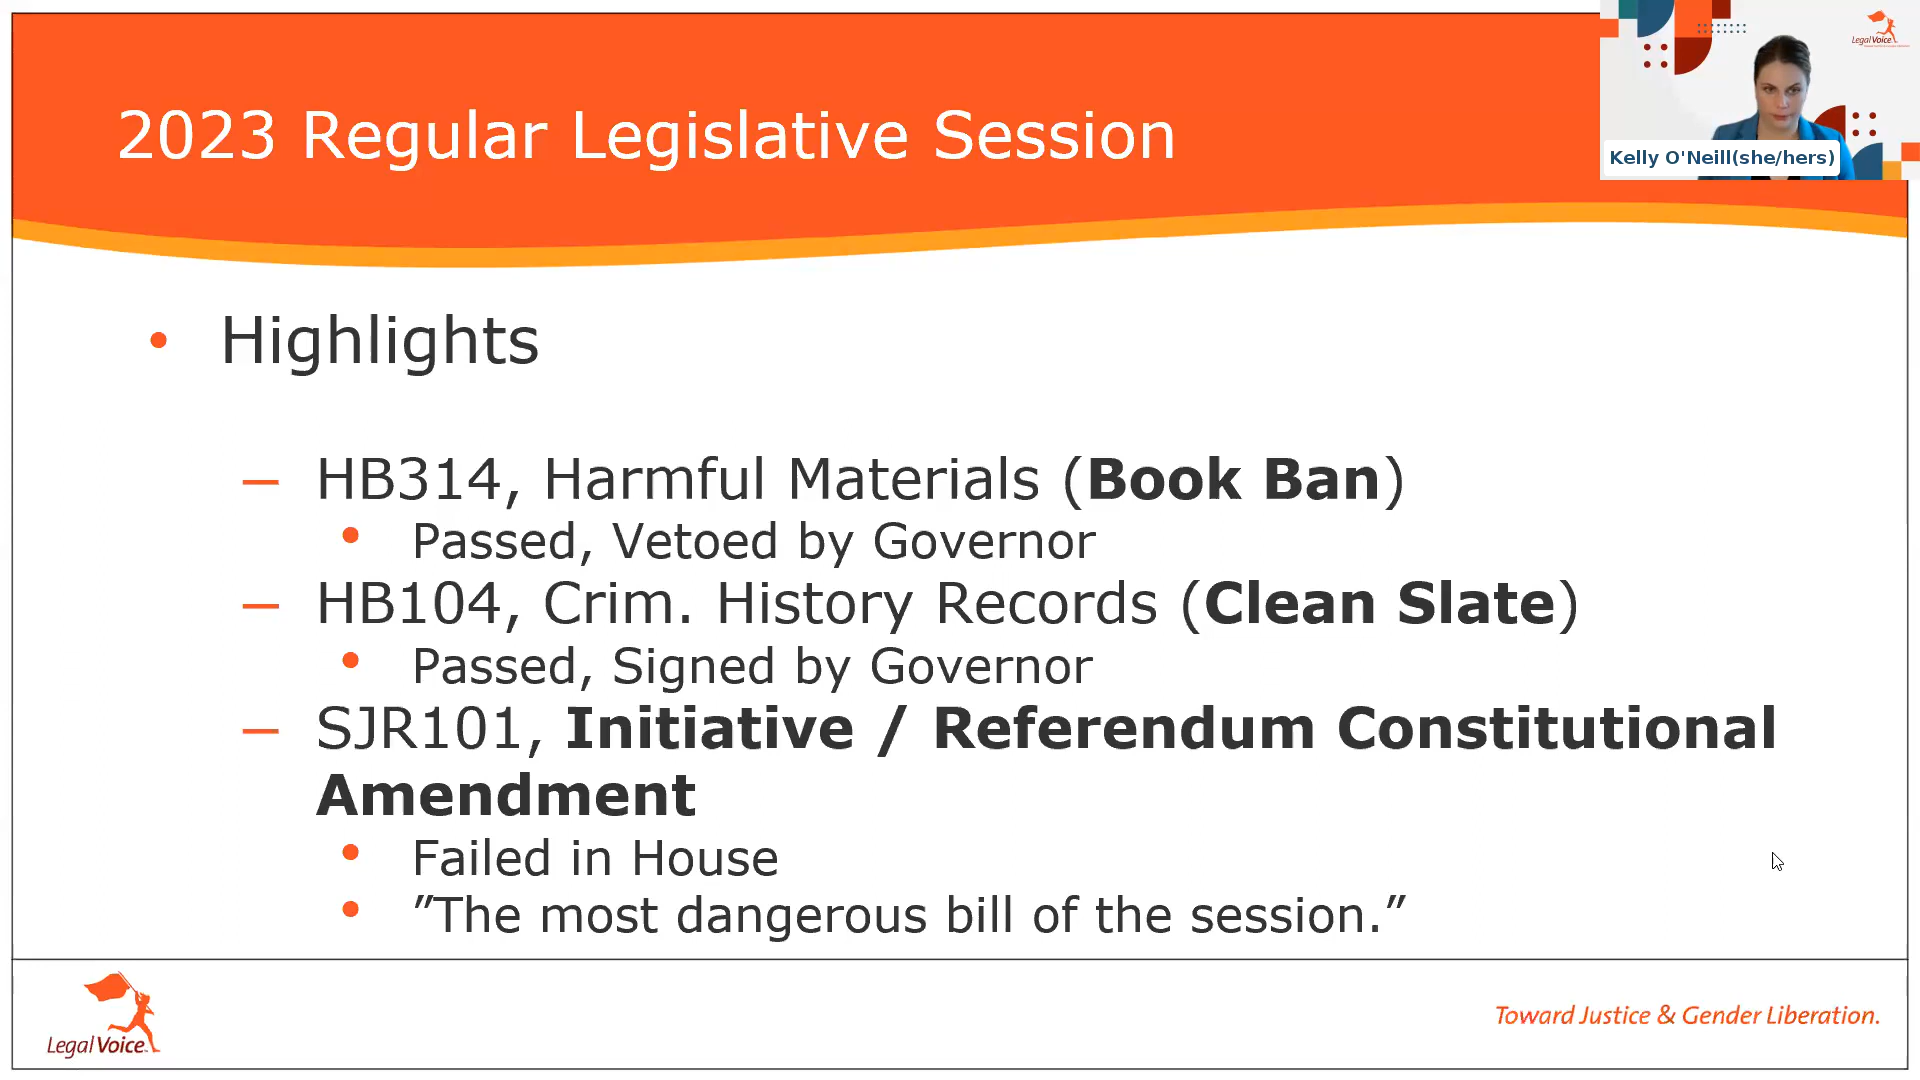 2023 Regular Legislative Session
Legal Voice
Kelly O'Neill(she/hers)
• Highlights
– HB314, Harmful Materials (Book Ban)
• Passed, Vetoed by Governor
– HB104, Crim. History Records (Clean Slate)
• Passed, Signed by Governor
– SJR101, Initiative / Referendum Constitutional
Amendment
• Failed in House
• ”The most dangerous bill of the session.”
Legal Voice™
Toward Justice & Gender Liberation.